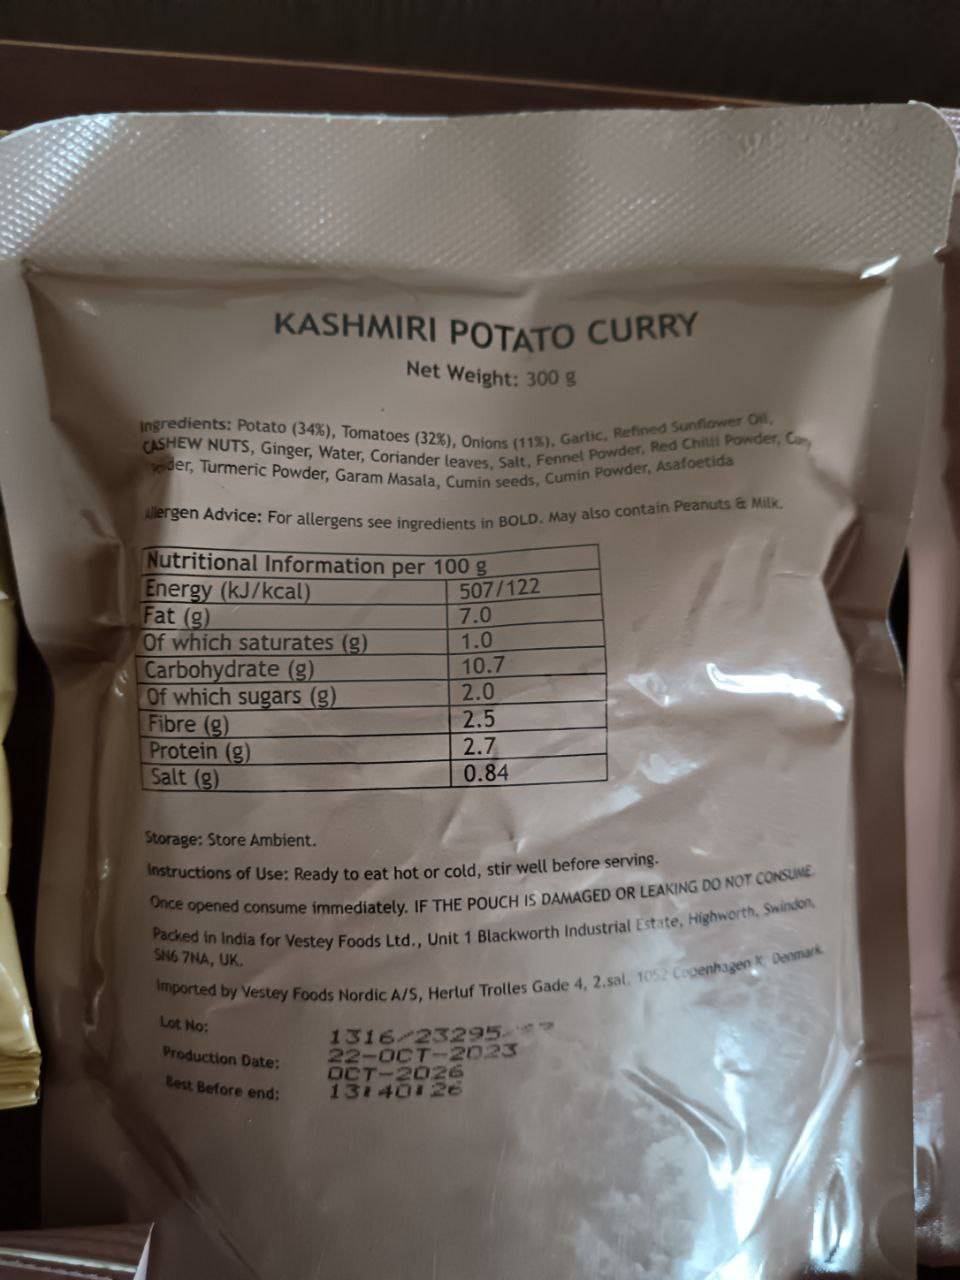 KASHMIRI POTATO CURRY
Net Weight: 300 g
Ingredients: Potato (34%), Tomatoes (32%), Onions (11%), Garlic, Refined Sunflower Oil,
CASHEW NUTS, Ginger, Water, Coriander leaves, Salt, Fennel Powder, Red Chilli Powder,
Turmeric Powder, Garam Masala, Cumin seeds, Cumin Powder, Asafoetida
Allergen Advice: For allergens see ingredients in BOLD. May also contain Peanuts & Milk.
Nutritional Information per 100 g
Energy (kJ/kcal) 507/122
Fat (g) 7.0
Of which saturates (g) 1.0
Carbohydrate (g) 10.7
Of which sugars (g) 2.0
Fibre (g) 2.5
Protein (g) 2.7
Salt (g) 0.84
Storage: Store Ambient.
Instructions of Use: Ready to eat hot or cold, stir well before serving.
Once opened consume immediately. IF THE POUCH IS DAMAGED OR LEAKING DO NOT CONSUME.
Packed in India for Vestey Foods Ltd., Unit 1 Blackworth Industrial Estate, Highworth, Swindon,
SN6 7NA, UK.
Imported by Vestey Foods Nordic A/S, Herluf Trolles Gade 4, 2.sal, 1052 Copenhagen K, Denmark.
Lot No: 1316/23295
Production Date: 22-OCT-2023
OCT-2026
Best Before end: 13:40:26